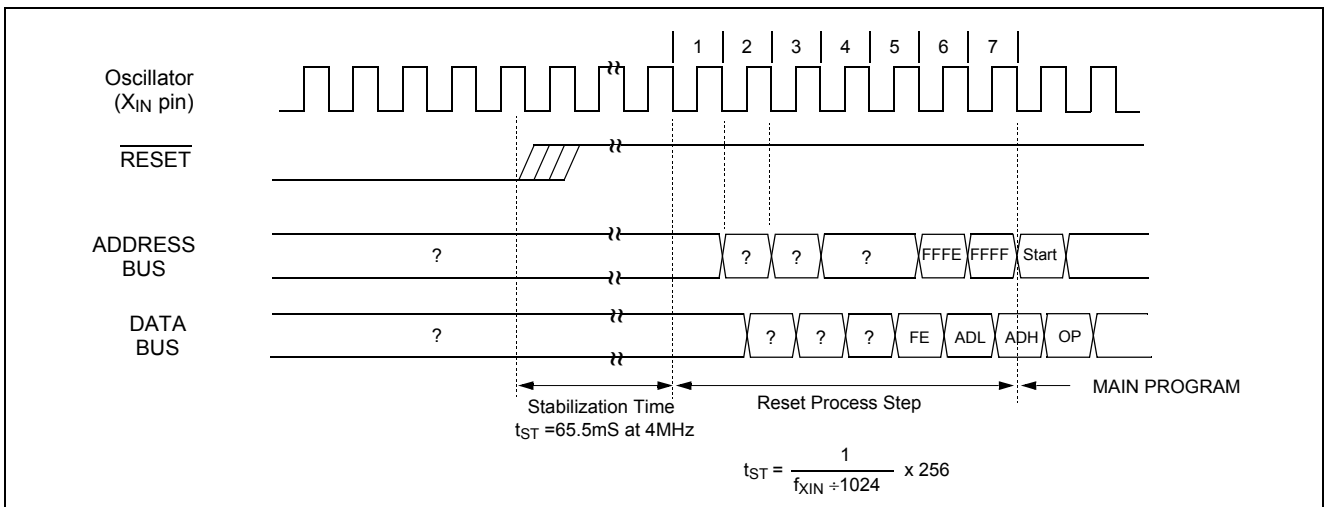 1 2 3 4 5 6 7
Oscillator
(XIN pin)
RESET
ADDRESS
BUS
? ? ? ? FFFE FFFF Start
DATA
BUS
? ? ? ? FE ADL ADH OP
MAIN PROGRAM
Stabilization Time
tST =65.5mS at 4MHz
Reset Process Step
tST = 1 / fXIN ÷1024 x 256